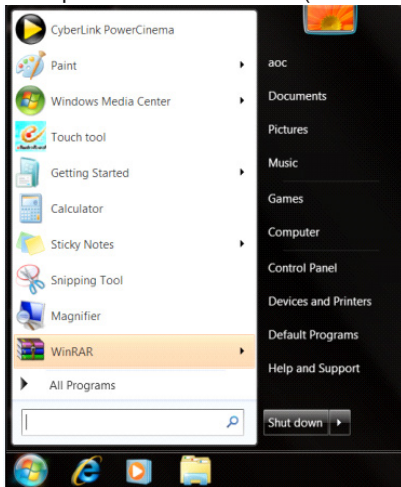 CyberLink PowerCinema
Paint
Windows Media Center
Touch tool
Getting Started
Calculator
Sticky Notes
Snipping Tool
Magnifier
WinRAR
All Programs
aoc
Documents
Pictures
Music
Games
Computer
Control Panel
Devices and Printers
Default Programs
Help and Support
Shut down